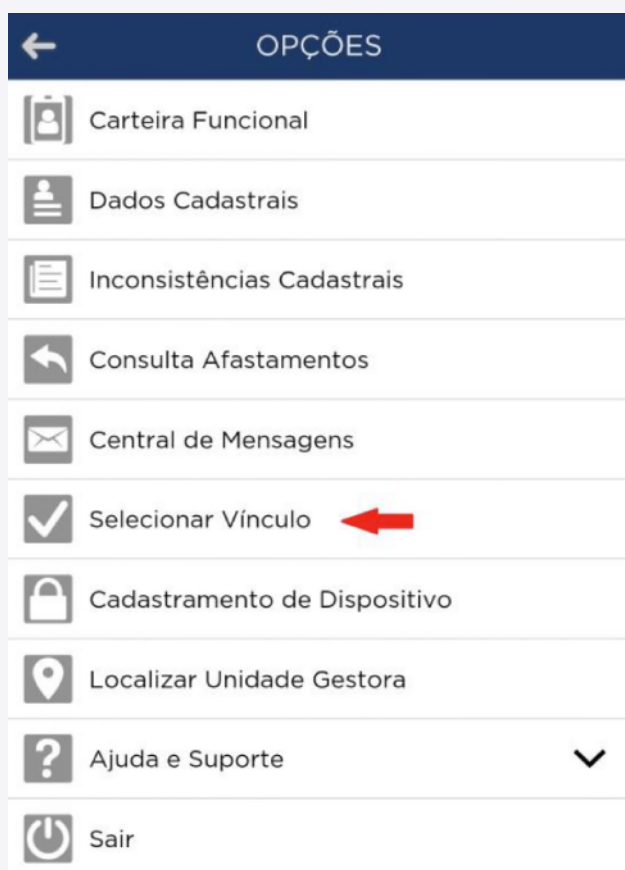 OPÇÕES
Carteira Funcional
Dados Cadastrais
Inconsistências Cadastrais
Consulta Afastamentos
Central de Mensagens
Selecionar Vínculo
Cadastramento de Dispositivo
Localizar Unidade Gestora
Ajuda e Suporte
Sair